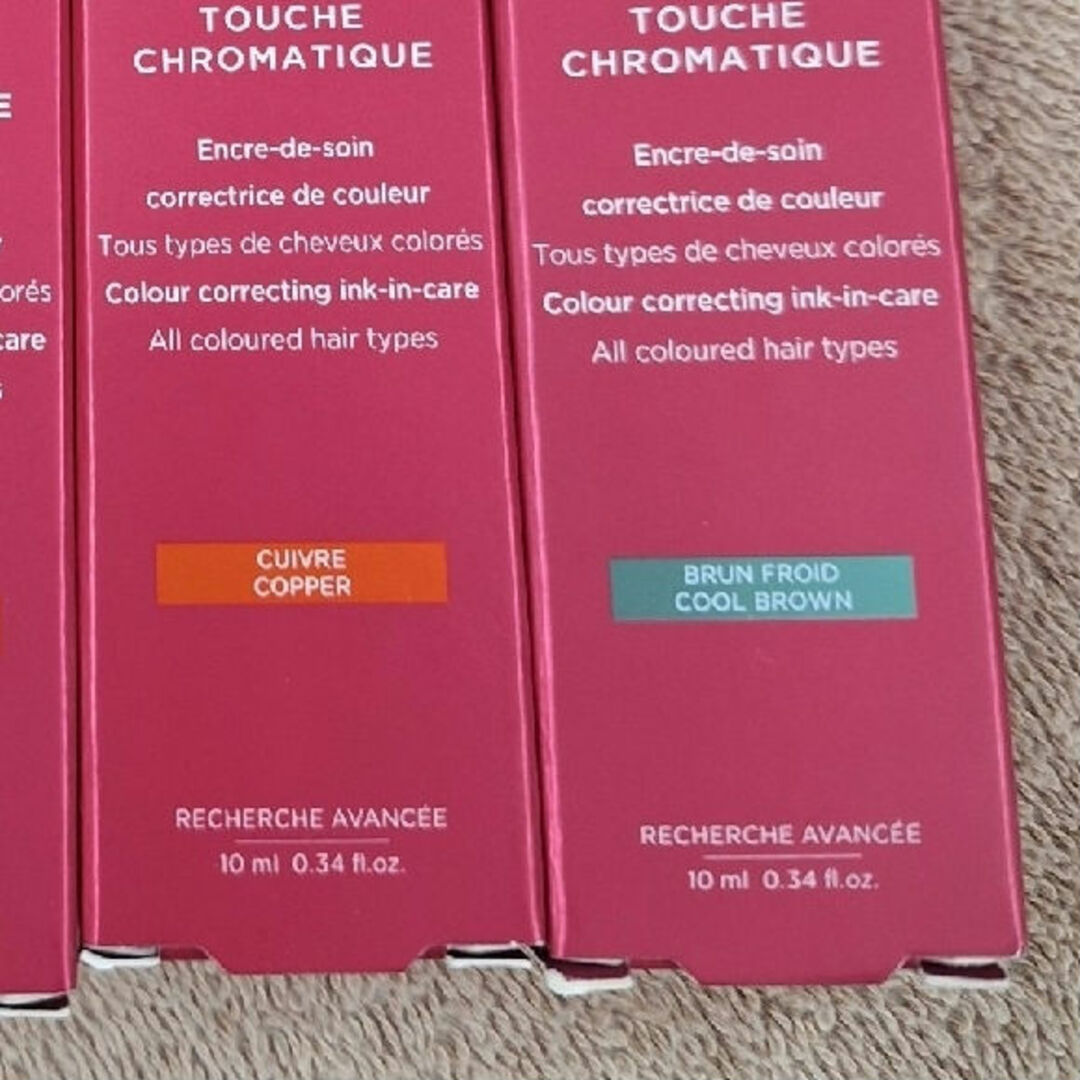 E
orés
care
TOUCHE
CHROMATIQUE
Encre-de-soin
correctrice de couleur
Tous types de cheveux colorés
Colour correcting ink-in-care
All coloured hair types
CUIVRE
COPPER
RECHERCHE AVANCÉE
10 ml 0.34 fl.oz.
TOUCHE
CHROMATIQUE
Encre-de-soin
correctrice de couleur
Tous types de cheveux colorés
Colour correcting ink-in-care
All coloured hair types
BRUN FROID
COOL BROWN
RECHERCHE AVANCÉE
10 ml 0.34 fl.oz.